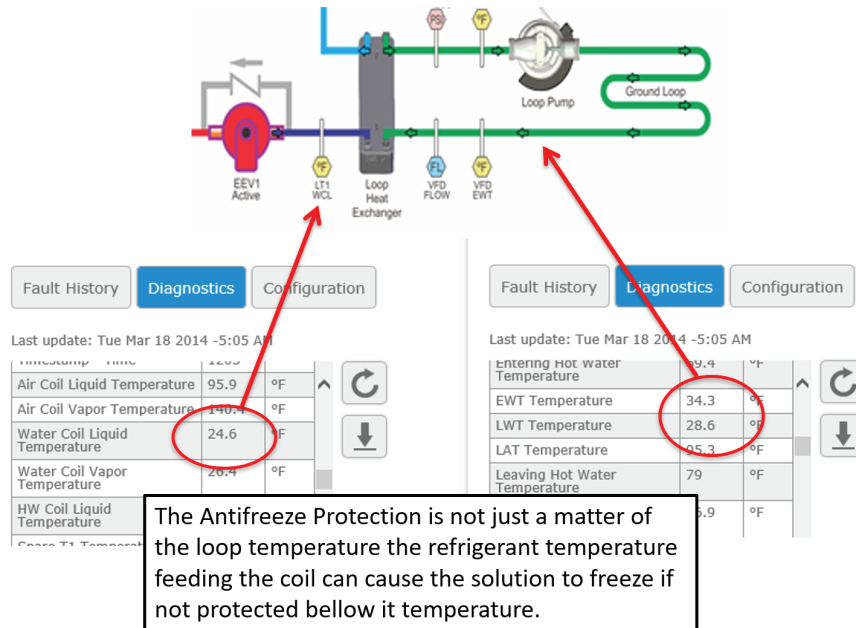 PS
°F
Loop Pump
Ground Loop
°F
FL
°F
EEV1
Active
LT1
WCL
Loop
Heat
Exchanger
VFD
FLOW
VFD
EWT
Fault History
Diagnostics
Configuration
Last update: Tue Mar 18 2014 -5:05 AM
Timestamp - Time 1205
Air Coil Liquid Temperature 95.9 °F
Air Coil Vapor Temperature 140.4 °F
Water Coil Liquid
Temperature
24.6 °F
Water Coil Vapor
Temperature
26.4 °F
HW Coil Liquid
Temperature
Fault History
Diagnostics
Configuration
Last update: Tue Mar 18 2014 -5:05 AM
Entering Hot Water
Temperature
°F
EWT Temperature 34.3 °F
LWT Temperature 28.6 °F
LAT Temperature 95.3 °F
Leaving Hot Water
Temperature
79 °F
°F
The Antifreeze Protection is not just a matter of
the loop temperature the refrigerant temperature
feeding the coil can cause the solution to freeze if
not protected bellow it temperature.